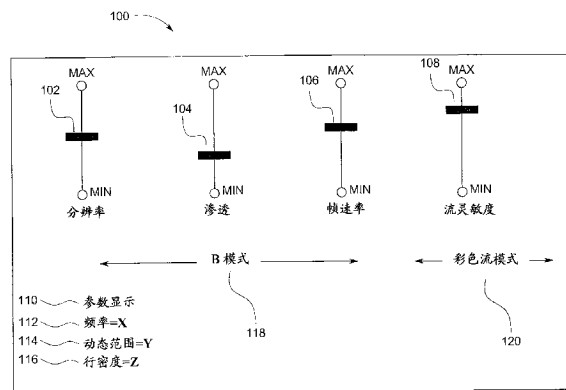 100
MAX MAX MAX MAX
102 104 106 108
MIN MIN MIN MIN
分辨率 渗透 帧速率 流灵敏度
B 模式 彩色流模式
118 120
110 参数显示
112 频率=X
114 动态范围=Y
116 行密度=Z